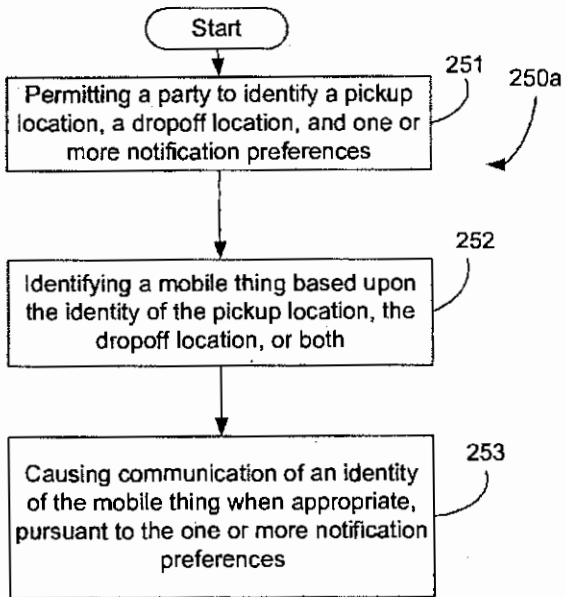 Start
251
250a
Permitting a party to identify a pickup
location, a dropoff location, and one or
more notification preferences
252
Identifying a mobile thing based upon
the identity of the pickup location, the
dropoff location, or both
253
Causing communication of an identity
of the mobile thing when appropriate,
pursuant to the one or more notification
preferences